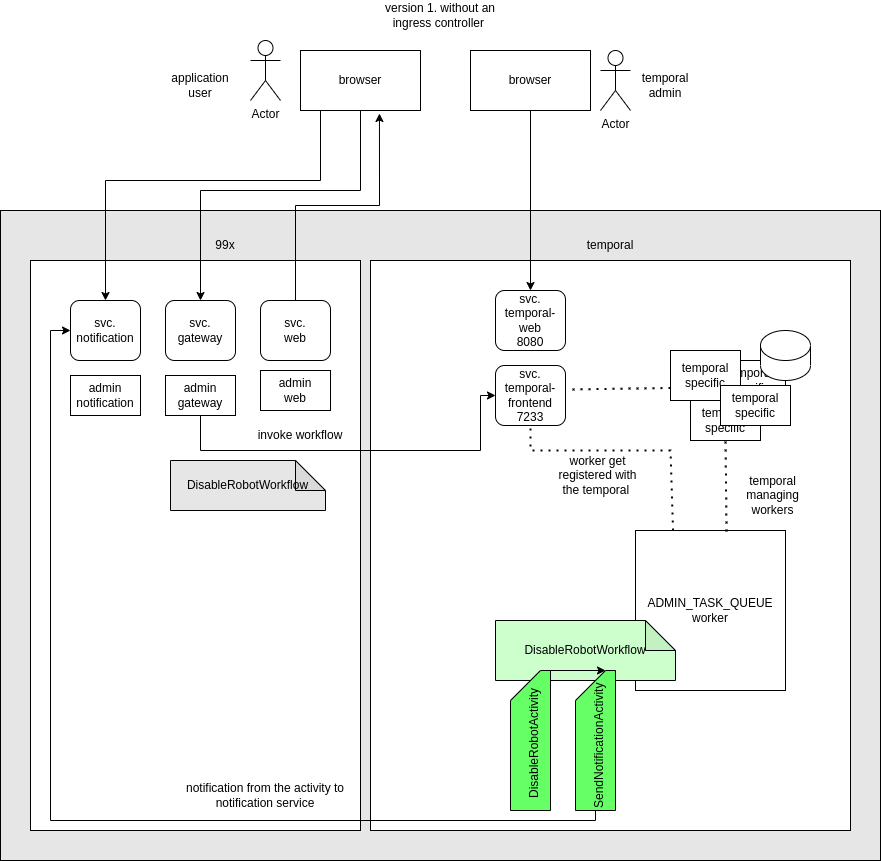 version 1. without an
ingress controller
application
user
Actor
browser
browser
temporal
admin
Actor
99x
temporal
svc.
notification
svc.
gateway
svc.
web
admin
notification
admin
gateway
admin
web
invoke workflow
DisableRobotWorkflow
svc.
temporal-
web
8080
svc.
temporal-
frontend
7233
temporal
specific
temporal
specific
worker get
registered with
the temporal
temporal
managing
workers
ADMIN_TASK_QUEUE
worker
DisableRobotWorkflow
DisableRobotActivity
SendNotificationActivity
notification from the activity to
notification service